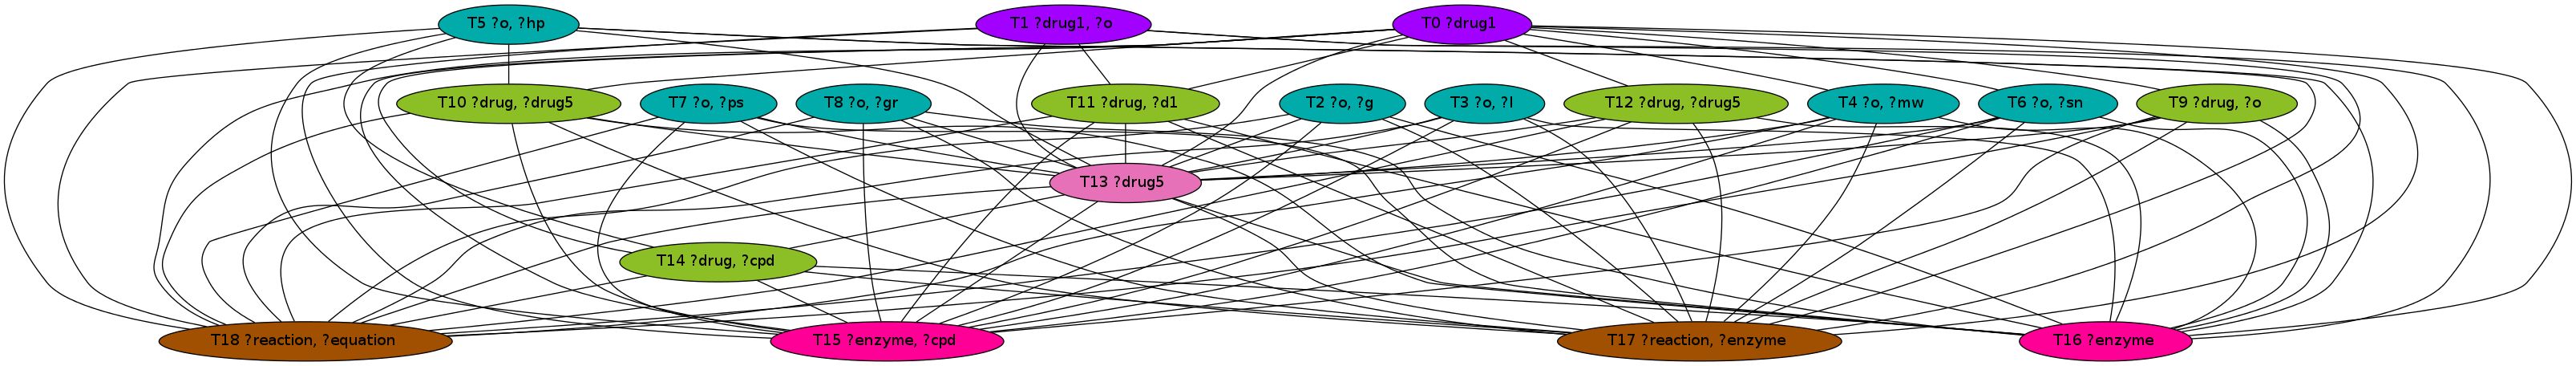 T5 ?o, ?hp
T1 ?drug1, ?o
T0 ?drug1
T10 ?drug, ?drug5
T7 ?o, ?ps
T8 ?o, ?gr
T11 ?drug, ?d1
T2 ?o, ?g
T3 ?o, ?l
T12 ?drug, ?drug5
T4 ?o, ?mw
T6 ?o, ?sn
T9 ?drug, ?o
T13 ?drug5
T14 ?drug, ?cpd
T18 ?reaction, ?equation
T15 ?enzyme, ?cpd
T17 ?reaction, ?enzyme
T16 ?enzyme